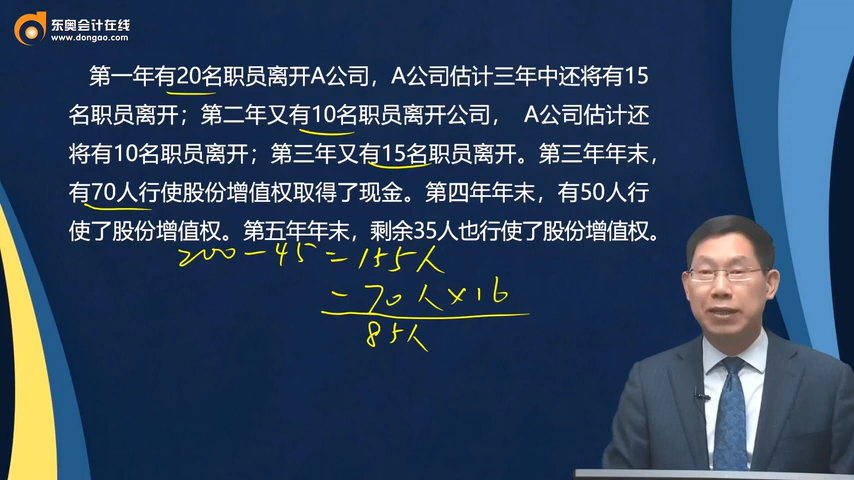 东奥会计在线
www.dongao.com
第一年有20名职员离开A公司，A公司估计三年中还将有15
名职员离开；第二年又有10名职员离开公司， A公司估计还
将有10名职员离开；第三年又有15名职员离开。第三年年末，
有70人行使股份增值权取得了现金。第四年年末，有50人行
使了股份增值权。第五年年末，剩余35人也行使了股份增值权。
200-45=155人
=70人×16
85人